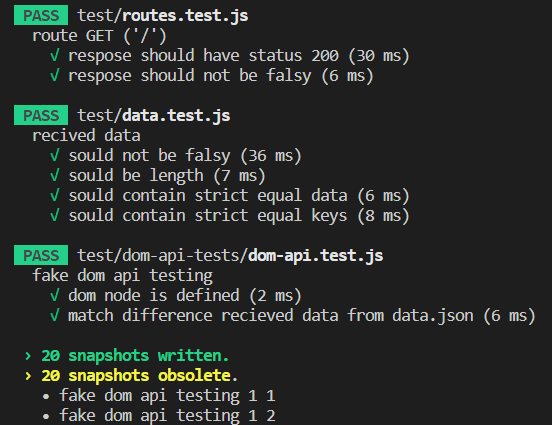 PASS test/routes.test.js
route GET ('/')
√ respose should have status 200 (30 ms)
√ respose should not be falsy (6 ms)
PASS test/data.test.js
recived data
√ sould not be falsy (36 ms)
√ sould be length (7 ms)
√ sould contain strict equal data (6 ms)
√ sould contain strict equal keys (8 ms)
PASS test/dom-api-tests/dom-api.test.js
fake dom api testing
√ dom node is defined (2 ms)
√ match difference recieved data from data.json (6 ms)
› 20 snapshots written.
› 20 snapshots obsolete.
• fake dom api testing 1 1
• fake dom api testing 1 2